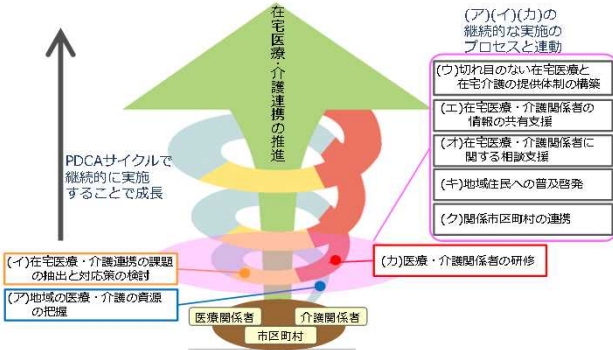 在宅医療・介護連携の推進
(ア)(イ)(カ)の
継続的な実施の
プロセスと連動
(ウ)切れ目のない在宅医療と
在宅介護の提供体制の構築
(エ)在宅医療・介護関係者の
情報の共有支援
(オ)在宅医療・介護関係者に
関する相談支援
(キ)地域住民への普及啓発
(ク)関係市区町村の連携
PDCAサイクルで
継続的に実施
することで成長
(イ)在宅医療・介護連携の課題
の抽出と対応策の検討
(カ)医療・介護関係者の研修
(ア)地域の医療・介護の資源
の把握
医療関係者
介護関係者
市区町村